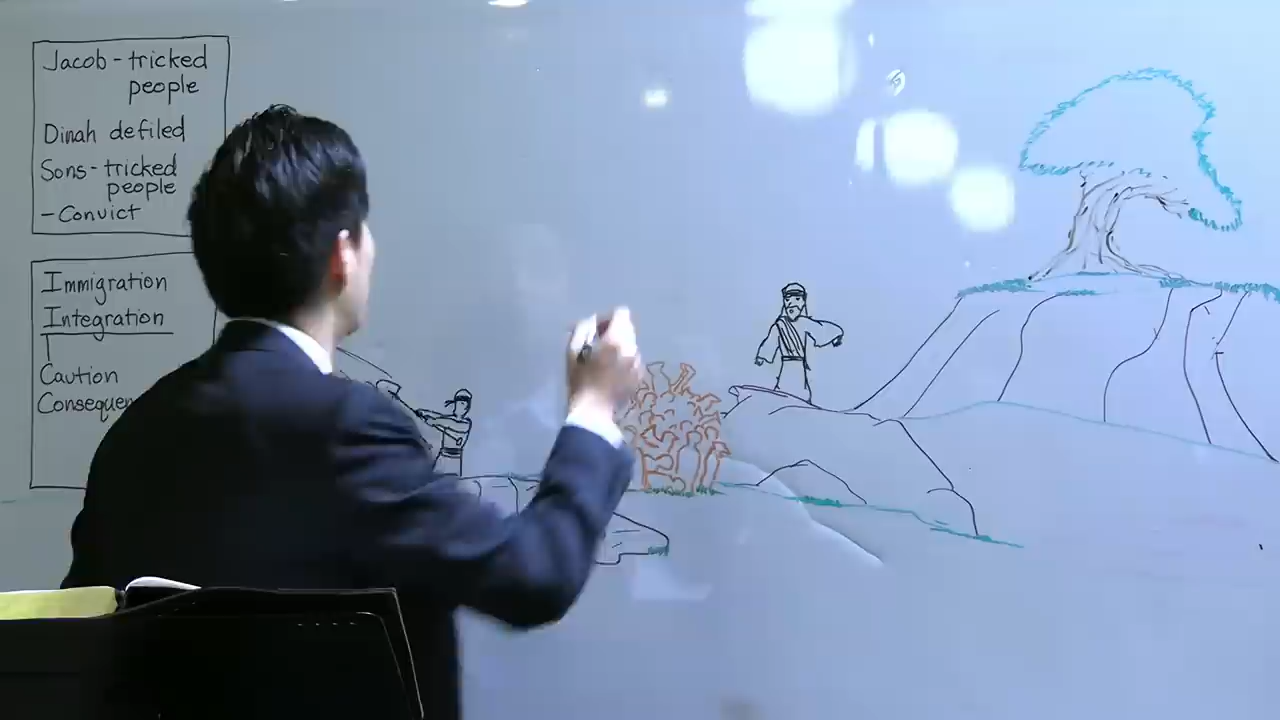 Jacob - tricked
people
Dinah defiled
Sons - tricked
people
- Convict
Immigration
Integration
Caution
Consequen